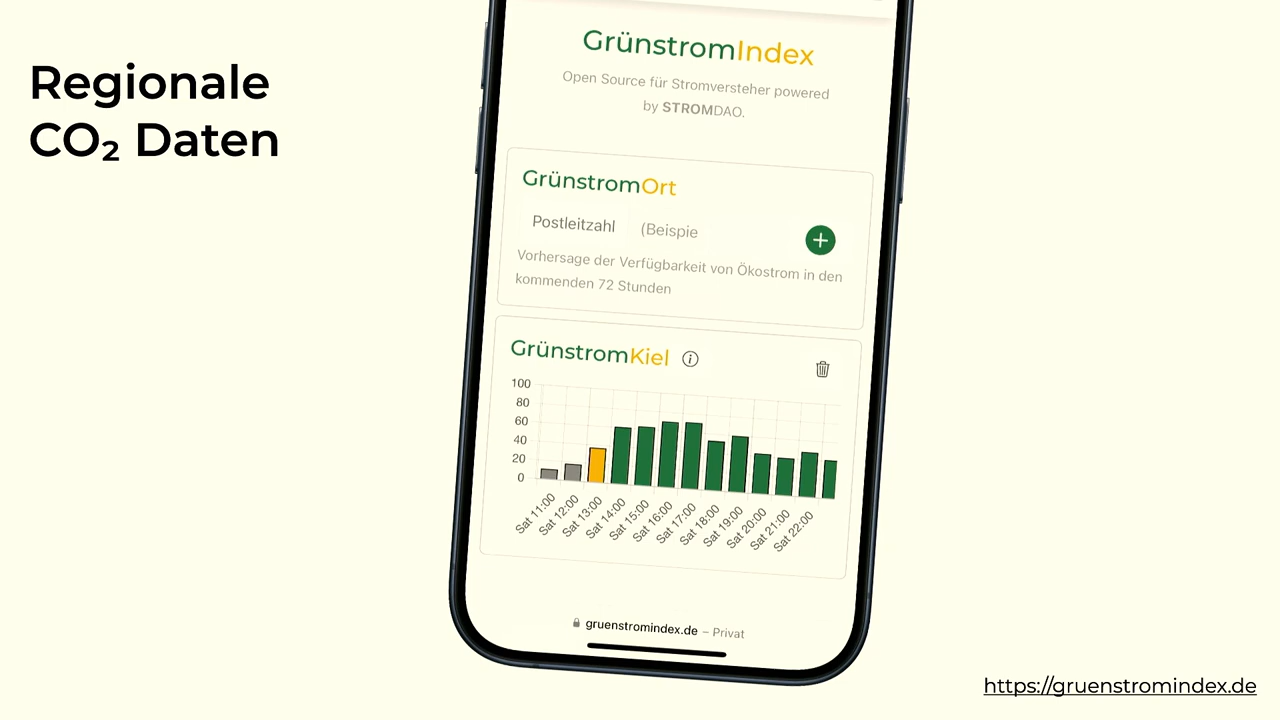 Regionale
CO₂ Daten
GrünstromIndex
Open Source für Stromversteher powered
by STROMDAO.
GrünstromOrt
Postleitzahl (Beispie
Vorhersage der Verfügbarkeit von Ökostrom in den
kommenden 72 Stunden
GrünstromKiel
100
80
60
40
20
0
Sat 11:00
Sat 12:00
Sat 13:00
Sat 14:00
Sat 15:00
Sat 16:00
Sat 17:00
Sat 18:00
Sat 19:00
Sat 20:00
Sat 21:00
Sat 22:00
gruenstromindex.de – Privat
https://gruenstromindex.de